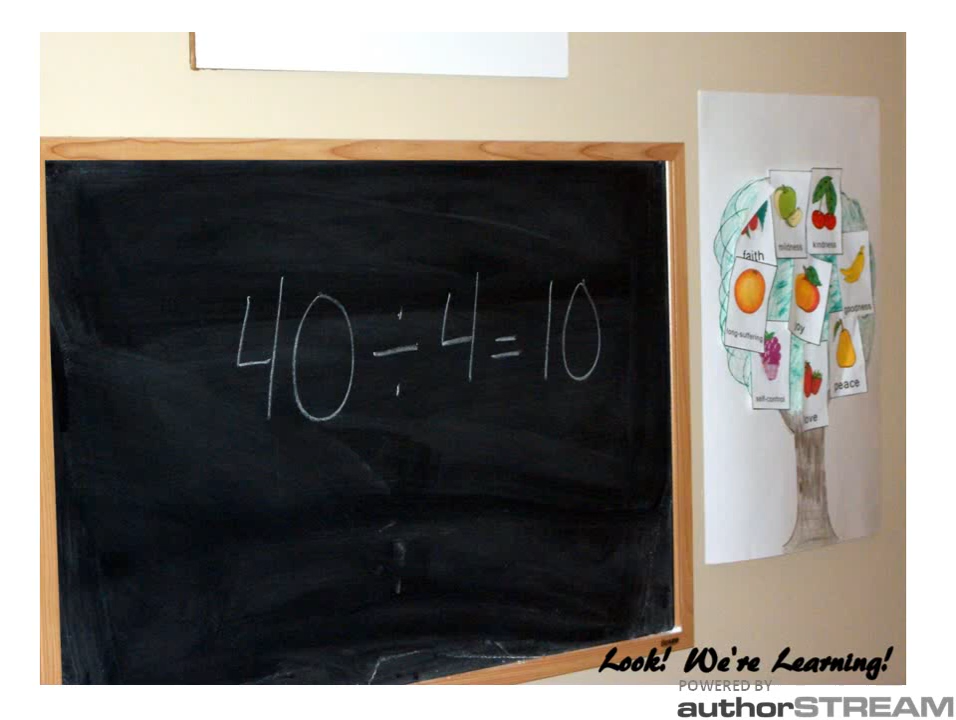 40 ÷ 4 = 10
mildness
kindness
faith
goodness
long-suffering
joy
peace
self-control
love
Look! We're Learning!
POWERED BY
authorSTREAM